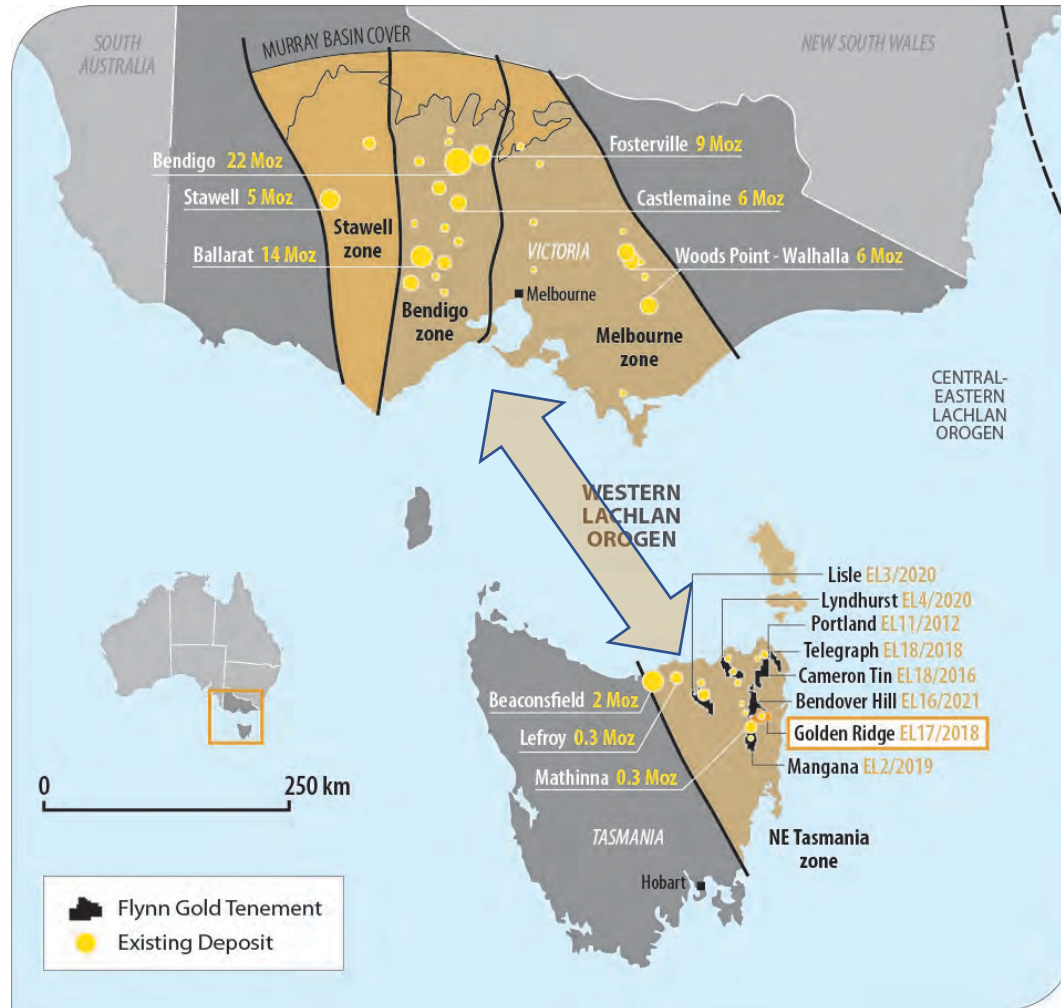 SOUTH
AUSTRALIA
MURRAY BASIN COVER
NEW SOUTH WALES
Bendigo 22 Moz
Stawell 5 Moz
Ballarat 14 Moz
Stawell
zone
Bendigo
zone
Fosterville 9 Moz
Castlemaine 6 Moz
VICTORIA
Woods Point - Walhalla 6 Moz
Melbourne
Melbourne
zone
CENTRAL-
EASTERN
LACHLAN
OROGEN
WESTERN
LACHLAN
OROGEN
Lisle EL3/2020
Lyndhurst EL4/2020
Portland EL11/2012
Telegraph EL18/2018
Cameron Tin EL18/2016
Bendover Hill EL16/2021
Golden Ridge EL17/2018
Mangana EL2/2019
Beaconsfield 2 Moz
Lefroy 0.3 Moz
Mathinna 0.3 Moz
TASMANIA
NE Tasmania
zone
Hobart
0 250 km
Flynn Gold Tenement
Existing Deposit